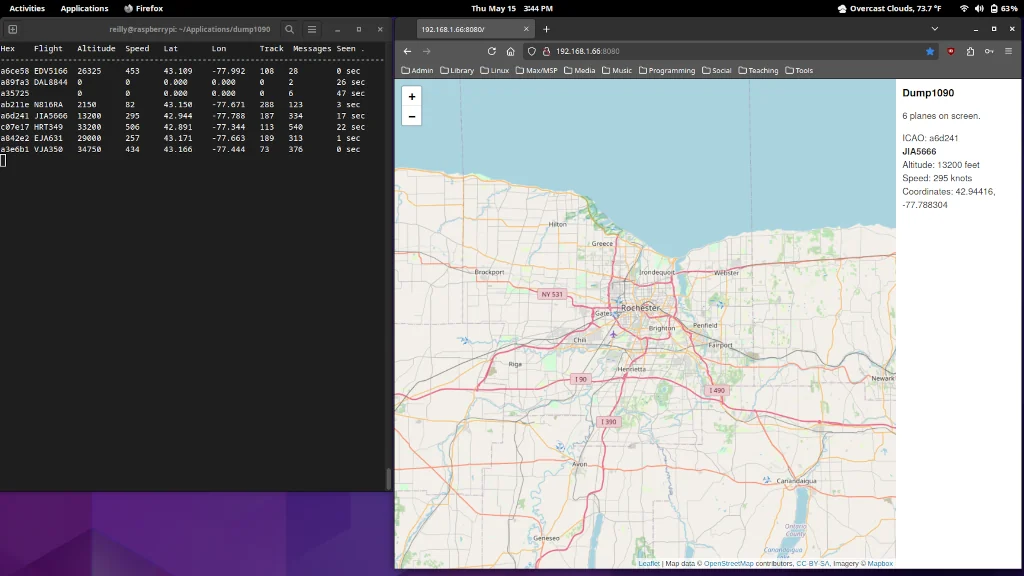 Activities Applications Firefox Thu May 15 3:44 PM Overcast Clouds, 73.7 °F 63%
reilly@raspberrypi: ~/Applications/dump1090
Hex Flight Altitude Speed Lat Lon Track Messages Seen .
--------------------------------------------------------------------------------
a6ce58 EDV5166 26325 453 43.109 -77.992 108 28 0 sec
a89fa3 DAL8844 0 0 0.000 0.000 0 2 26 sec
a35725 0 0 0.000 0.000 0 6 47 sec
ab211e N816RA 2150 82 43.150 -77.671 288 123 3 sec
a6d241 JIA5666 13200 295 42.944 -77.788 187 334 17 sec
c07e17 HRT349 33200 506 42.891 -77.344 113 540 22 sec
a842e2 EJA631 29000 257 43.171 -77.663 189 313 1 sec
a3e6b1 VJA350 34750 434 43.166 -77.444 73 376 0 sec
192.168.1.66:8080/
192.168.1.66:8080
Admin Library Linux Max/MSP Media Music Programming Social Teaching Tools
+
−
Hilton
Greece
Irondequoit
Webster
Brockport
NY 531
Rochester
Gates
Brighton
Penfield
Chili
Fairport
Riga
Henrietta
I 90
Newark
I 490
I 390
Avon
Canandaigua
Ontario
County
Canandaigua
Lake
Geneseo
Leaflet | Map data © OpenStreetMap contributors, CC-BY-SA, Imagery © Mapbox
Dump1090
6 planes on screen.
ICAO: a6d241
JIA5666
Altitude: 13200 feet
Speed: 295 knots
Coordinates: 42.94416,
-77.788304